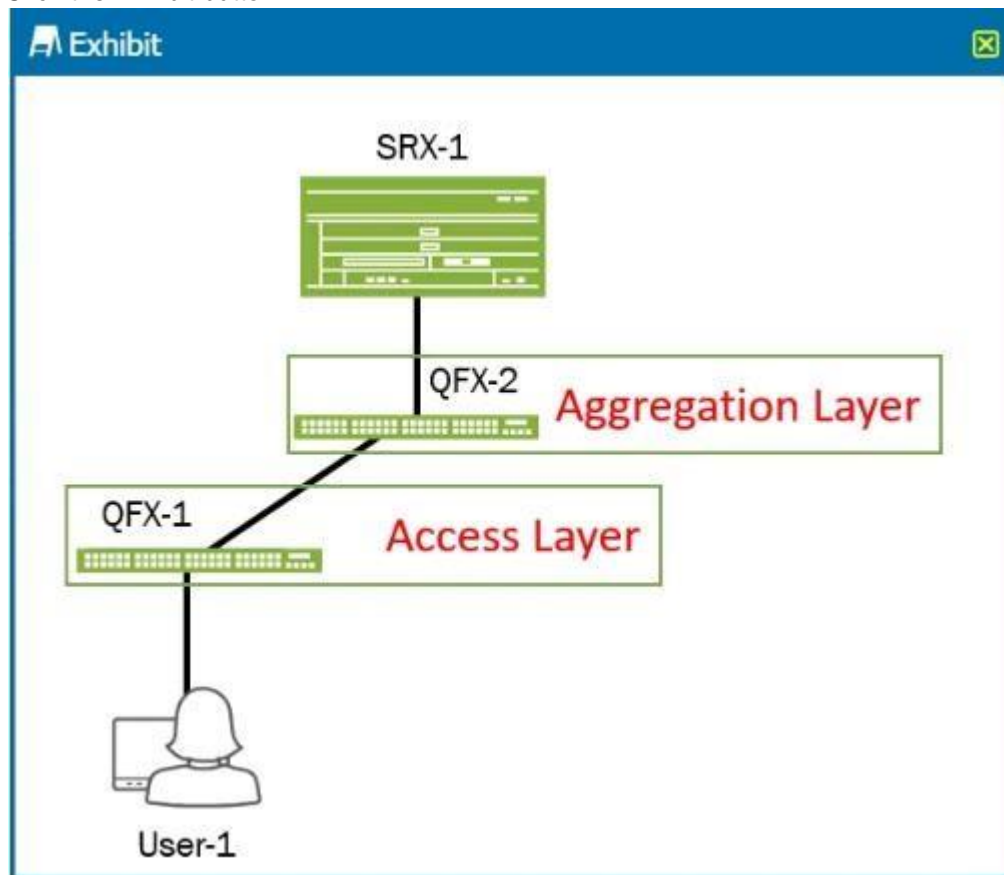 Exhibit
SRX-1
QFX-2
Aggregation Layer
QFX-1
Access Layer
User-1